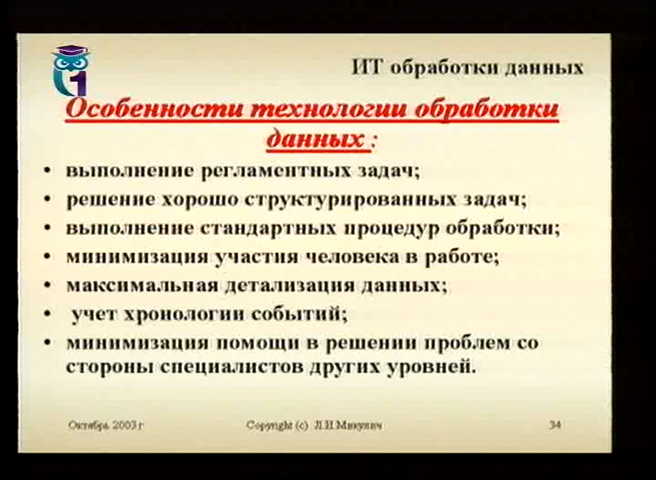 1
ИТ обработки данных
Особенности технологии обработки
данных :
• выполнение регламентных задач;
• решение хорошо структурированных задач;
• выполнение стандартных процедур обработки;
• минимизация участия человека в работе;
• максимальная детализация данных;
• учет хронологии событий;
• минимизация помощи в решении проблем со
стороны специалистов других уровней.
Октябрь 2003 г Copyright (c) Л.И.Микулич 34